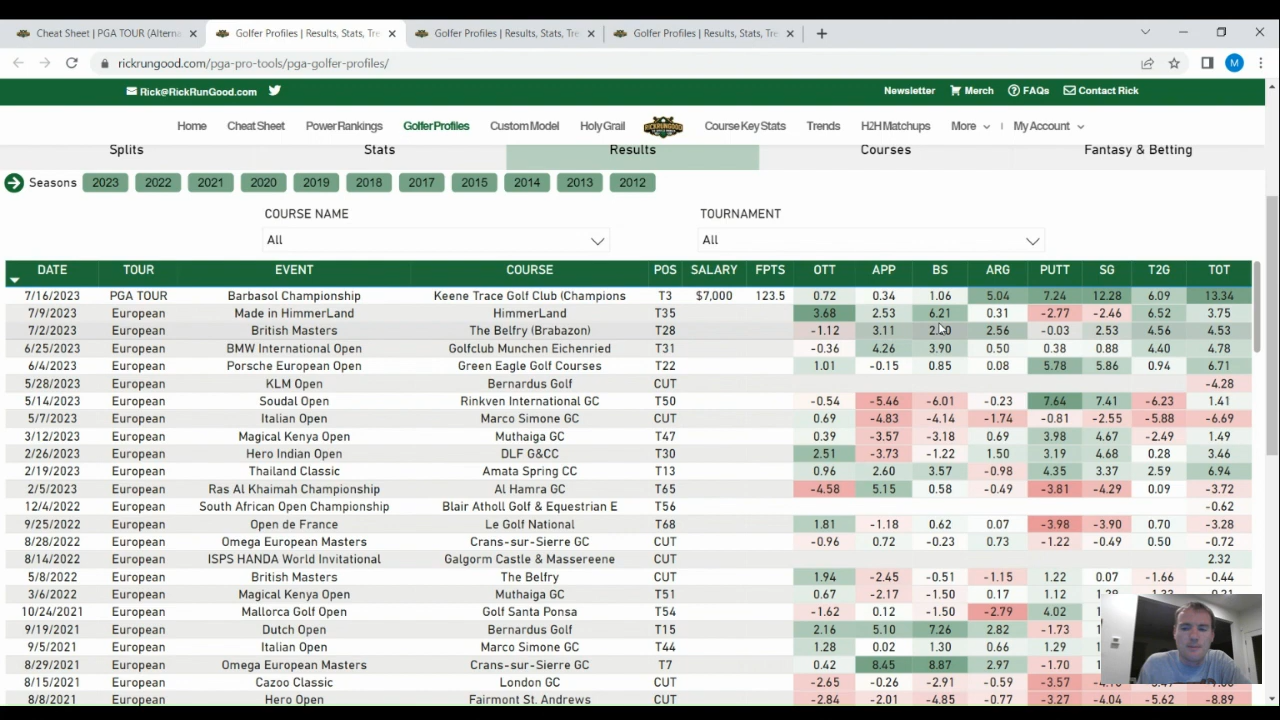 Cheat Sheet | PGA TOUR (Alterna
Golfer Profiles | Results, Stats, Tre
Golfer Profiles | Results, Stats, Tre
Golfer Profiles | Results, Stats, Tre
rickrungood.com/pga-pro-tools/pga-golfer-profiles/
M
Rick@RickRunGood.com Newsletter Merch FAQs Contact Rick
Home Cheat Sheet Power Rankings Golfer Profiles Custom Model Holy Grail RICKRUNGOOD Course Key Stats Trends H2H Matchups More My Account
Splits Stats Results Courses Fantasy & Betting
Seasons 2023 2022 2021 2020 2019 2018 2017 2015 2014 2013 2012
COURSE NAME TOURNAMENT
All All
DATE TOUR EVENT COURSE POS SALARY FPTS OTT APP BS ARG PUTT SG T2G TOT
7/16/2023 PGA TOUR Barbasol Championship Keene Trace Golf Club (Champions T3 $7,000 123.5 0.72 0.34 1.06 5.04 7.24 12.28 6.09 13.34
7/9/2023 European Made in HimmerLand HimmerLand T35 3.68 2.53 6.21 0.31 -2.77 -2.46 6.52 3.75
7/2/2023 European British Masters The Belfry (Brabazon) T28 -1.12 3.11 2.56 -0.03 2.53 4.56 4.53
6/25/2023 European BMW International Open Golfclub Munchen Eichenried T31 -0.36 4.26 3.90 0.50 0.38 0.88 4.40 4.78
6/4/2023 European Porsche European Open Green Eagle Golf Courses T22 1.01 -0.15 0.85 0.08 5.78 5.86 0.94 6.71
5/28/2023 European KLM Open Bernardus Golf CUT -4.28
5/14/2023 European Soudal Open Rinkven International GC T50 -0.54 -5.46 -6.01 -0.23 7.64 7.41 -6.23 1.41
5/7/2023 European Italian Open Marco Simone GC CUT 0.69 -4.83 -4.14 -1.74 -0.81 -2.55 -5.88 -6.69
3/12/2023 European Magical Kenya Open Muthaiga GC T47 0.39 -3.57 -3.18 0.69 3.98 4.67 -2.49 1.49
2/26/2023 European Hero Indian Open DLF G&CC T30 2.51 -3.73 -1.22 1.50 3.19 4.68 0.28 3.46
2/19/2023 European Thailand Classic Amata Spring CC T13 0.96 2.60 3.57 -0.98 4.35 3.37 2.59 6.94
2/5/2023 European Ras Al Khaimah Championship Al Hamra GC T65 -4.58 5.15 0.58 -0.49 -3.81 -4.29 0.09 -3.72
12/4/2022 European South African Open Championship Blair Atholl Golf & Equestrian E T56 -0.62
9/25/2022 European Open de France Le Golf National T68 1.81 -1.18 0.62 0.07 -3.98 -3.90 0.70 -3.28
8/28/2022 European Omega European Masters Crans-sur-Sierre GC CUT -0.96 0.72 -0.23 0.73 -1.22 -0.49 0.50 -0.72
8/14/2022 European ISPS HANDA World Invitational Galgorm Castle & Massereene CUT 2.32
5/8/2022 European British Masters The Belfry CUT 1.94 -2.45 -0.51 -1.15 1.22 0.07 -1.66 -0.44
3/6/2022 European Magical Kenya Open Muthaiga GC T51 0.67 -2.17 -1.50 0.17 1.12
10/24/2021 European Mallorca Golf Open Golf Santa Ponsa T54 -1.62 0.12 -1.50 -2.79 4.02
9/19/2021 European Dutch Open Bernardus Golf T15 2.16 5.10 7.26 2.82 -1.73
9/5/2021 European Italian Open Marco Simone GC T44 1.28 0.02 1.30 0.66 1.29
8/29/2021 European Omega European Masters Crans-sur-Sierre GC T7 0.42 8.45 8.87 2.97 -1.70
8/15/2021 European Cazoo Classic London GC CUT -2.65 -0.26 -2.91 -0.59 -3.57
8/8/2021 European Hero Open Fairmont St. Andrews CUT -2.84 -2.01 -4.85 -0.77 -3.27 -4.04 -5.62 -8.89